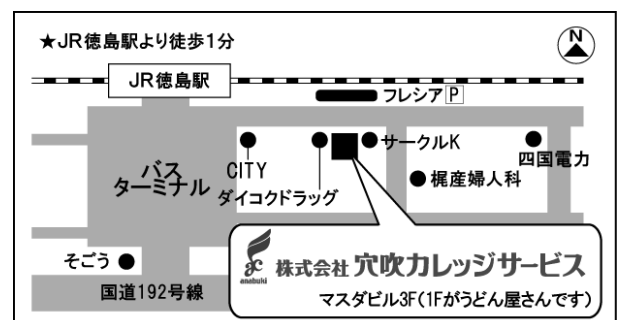 ★JR徳島駅より徒歩1分
N
JR徳島駅
フレシア P
CITY
ダイコクドラッグ
サークルK
四国電力
梶産婦人科
バス
ターミナル
そごう
国道192号線
anabuki
株式会社 穴吹カレッジサービス
マスダビル3F(1Fがうどん屋さんです)